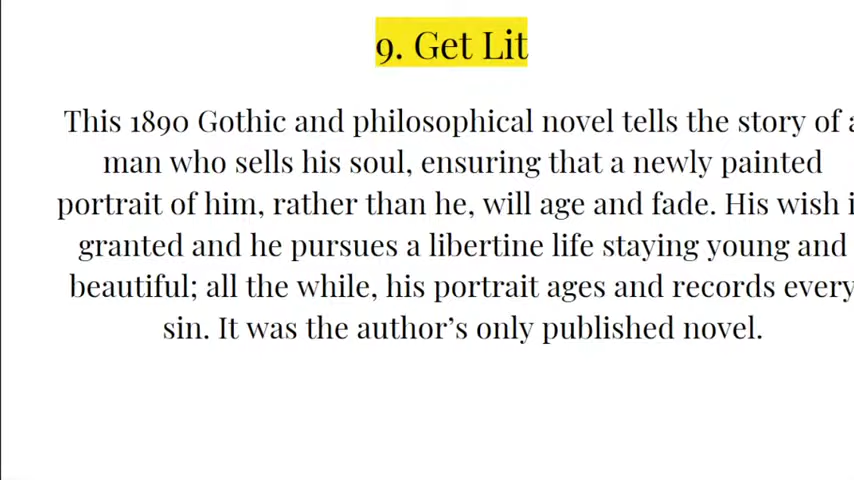 9. Get Lit
This 1890 Gothic and philosophical novel tells the story of a
man who sells his soul, ensuring that a newly painted
portrait of him, rather than he, will age and fade. His wish i
granted and he pursues a libertine life staying young and
beautiful; all the while, his portrait ages and records every
sin. It was the author’s only published novel.